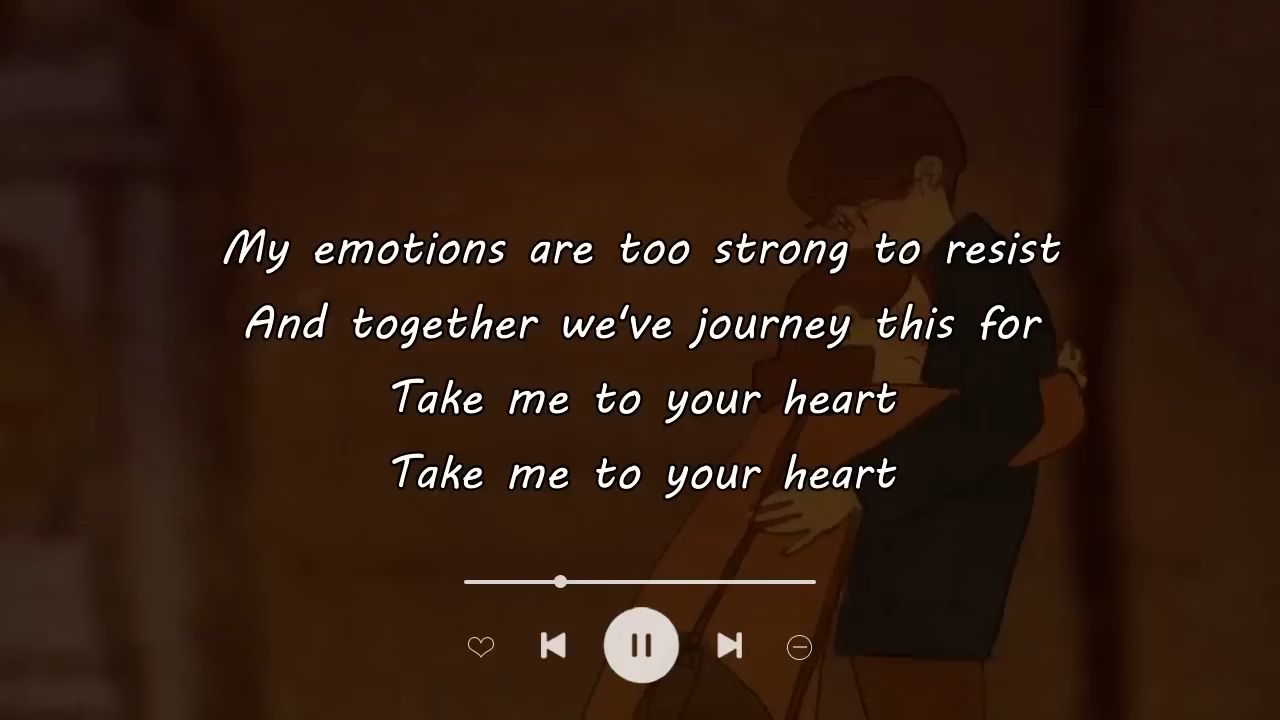 My emotions are too strong to resist
And together we've journey this for
Take me to your heart
Take me to your heart